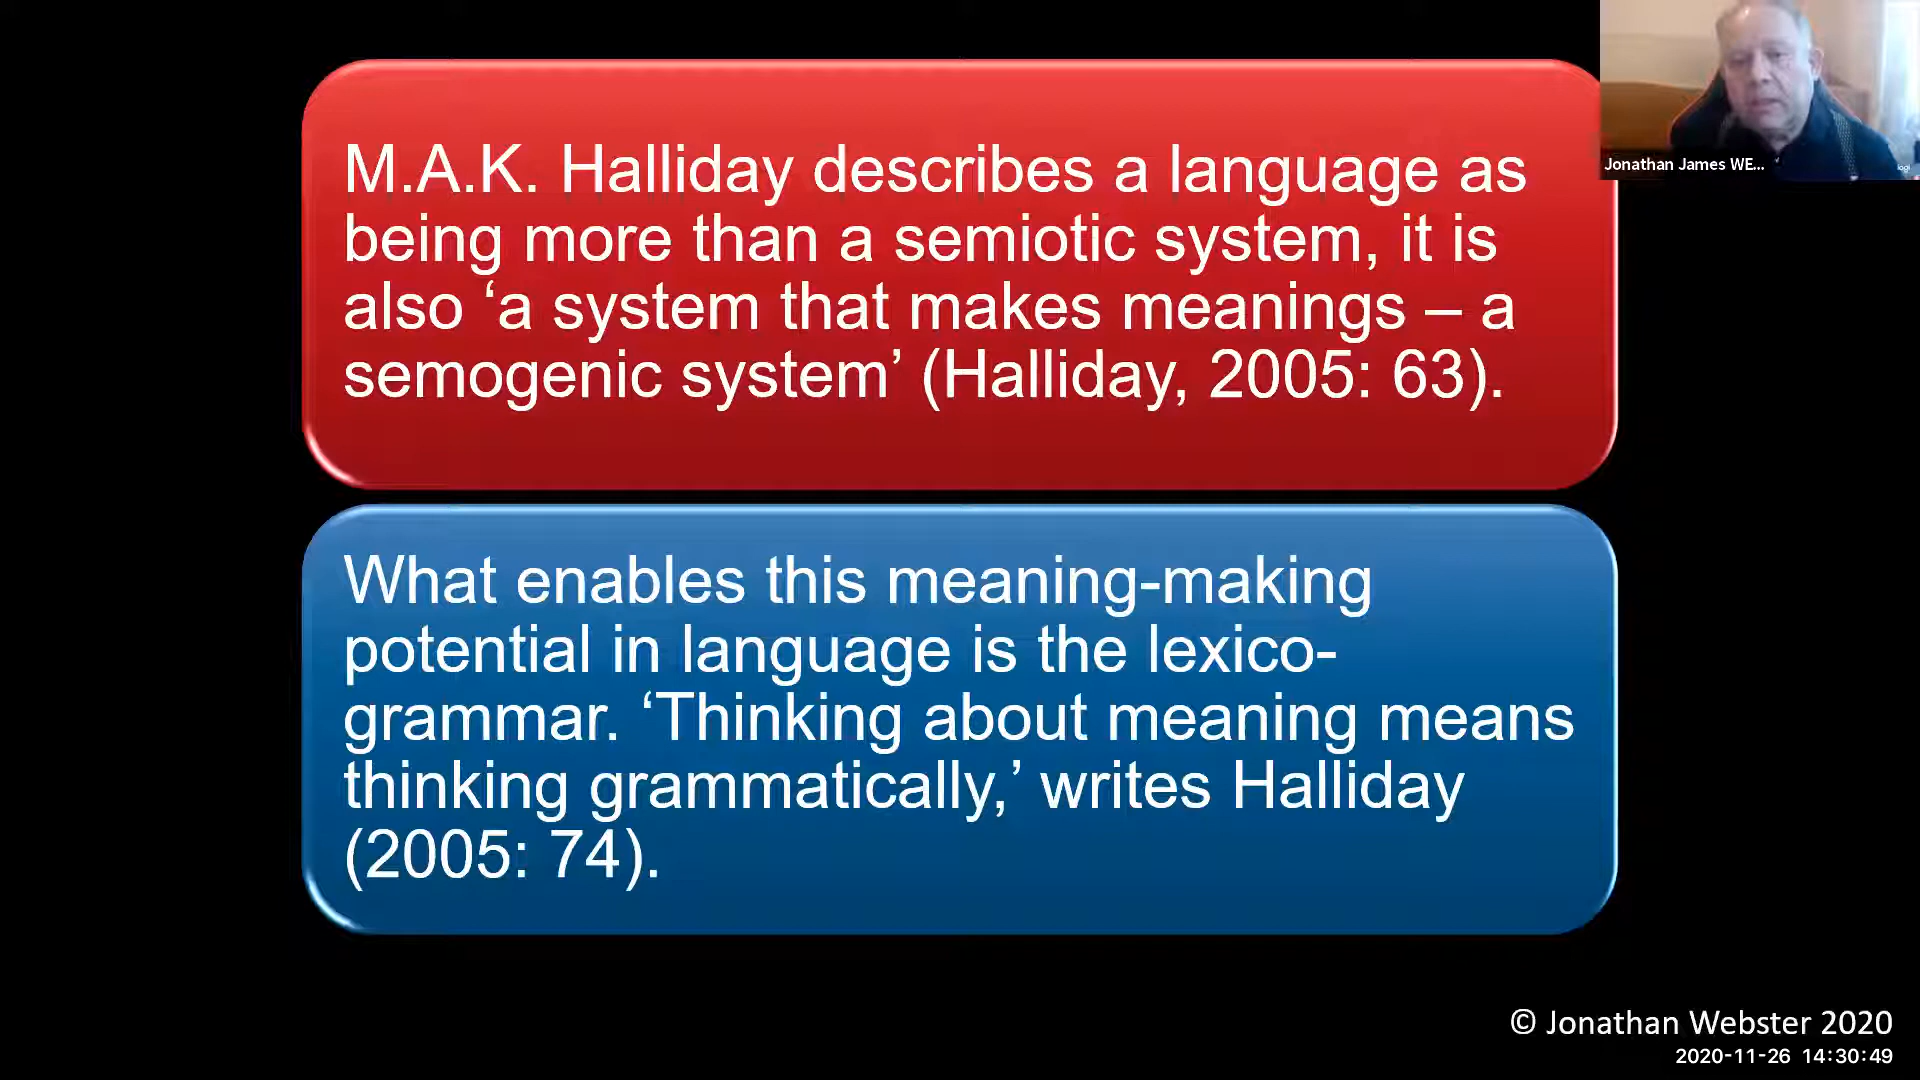 M.A.K. Halliday describes a language as
being more than a semiotic system, it is
also ‘a system that makes meanings – a
semogenic system’ (Halliday, 2005: 63).
What enables this meaning-making
potential in language is the lexico-
grammar. ‘Thinking about meaning means
thinking grammatically,’ writes Halliday
(2005: 74).
Jonathan James WE...
logi
© Jonathan Webster 2020
2020-11-26 14:30:49